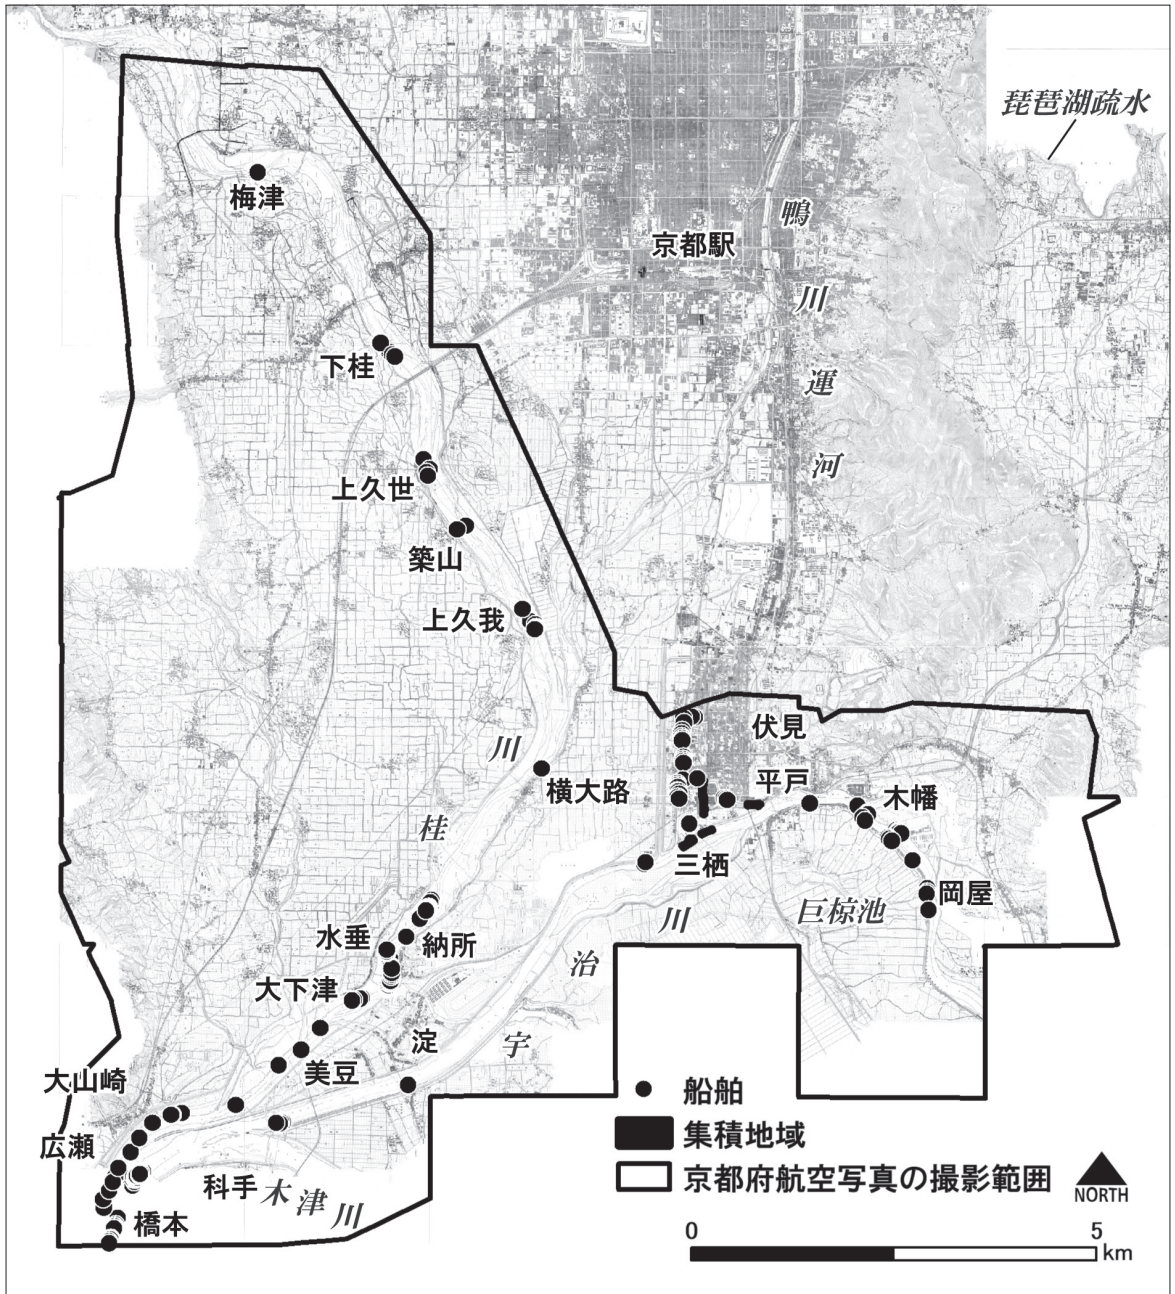 琵琶湖疏水
梅津
鴨川運河
京都駅
下桂
上久世
築山
上久我
伏見
桂川
横大路
平戸
木幡
三栖
岡屋
巨椋池
水垂
納所
宇治川
大下津
淀
美豆
大山崎
広瀬
科手
木津川
橋本
船舶
集積地域
京都府航空写真の撮影範囲
NORTH
0 5
km